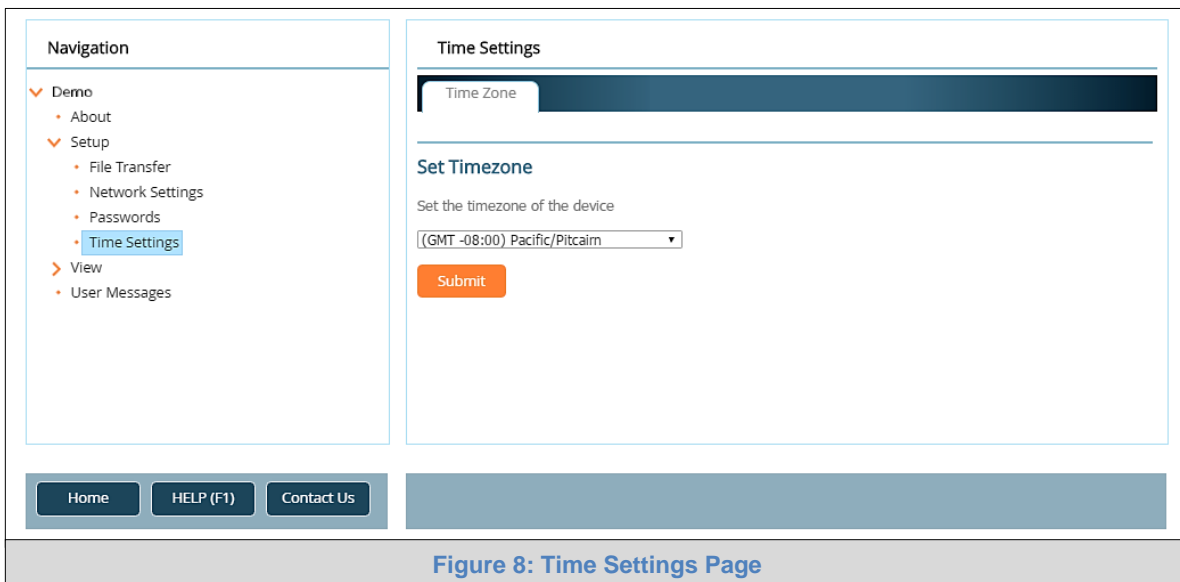 Navigation
Demo
About
Setup
File Transfer
Network Settings
Passwords
Time Settings
View
User Messages
Time Settings
Time Zone
Set Timezone
Set the timezone of the device
(GMT -08:00) Pacific/Pitcairn
Submit
Home
HELP (F1)
Contact Us
Figure 8: Time Settings Page